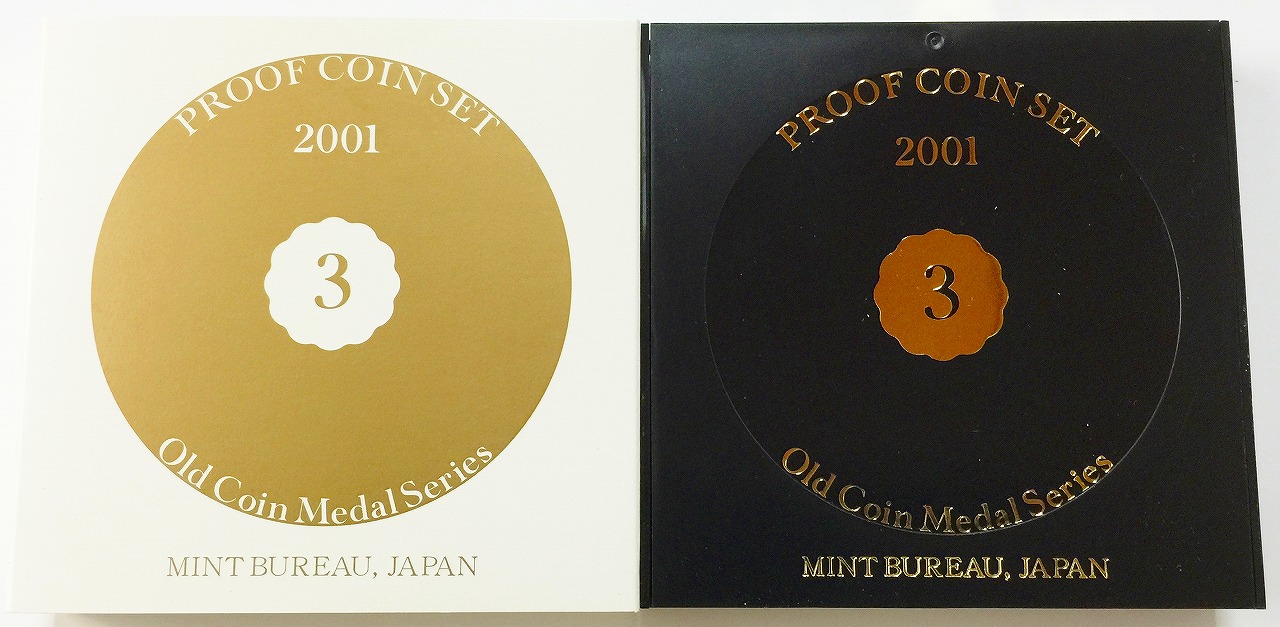 PROOF COIN SET
2001
3
Old Coin Medal Series
MINT BUREAU, JAPAN
PROOF COIN SET
2001
3
Old Coin Medal Series
MINT BUREAU, JAPAN